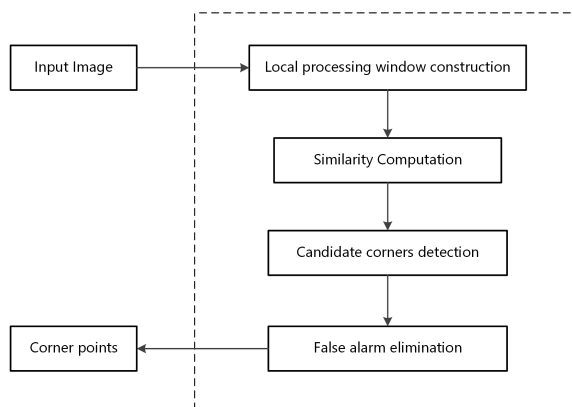 Input Image
Local processing window construction
Similarity Computation
Candidate corners detection
Corner points
False alarm elimination